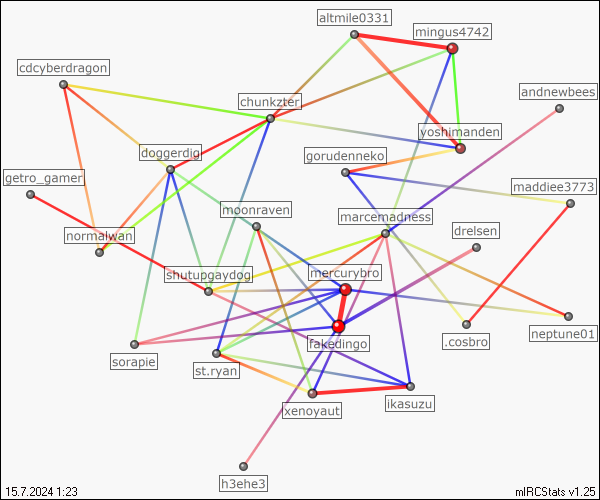 altmile0331
mingus4742
cdcyberdragon
andnewbees
chunkzter
yoshimanden
doggerdig
gorudenneko
getro_gamer
maddiee3773
moonraven
marcemadness
drelsen
normalwan
shutupgaydog
mercurybro
fakedingo
.cosbro
neptune01
sorapie
st.ryan
xenoyaut
ikasuzu
h3ehe3
15.7.2024 1:23
mIRCStats v1.25